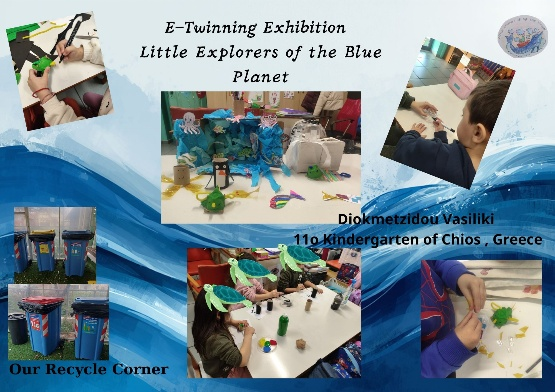 E-Twinning Exhibition
Little Explorers of the Blue
Planet
Diokmetzidou Vasiliki
11o Kindergarten of Chios , Greece
Our Recycle Corner